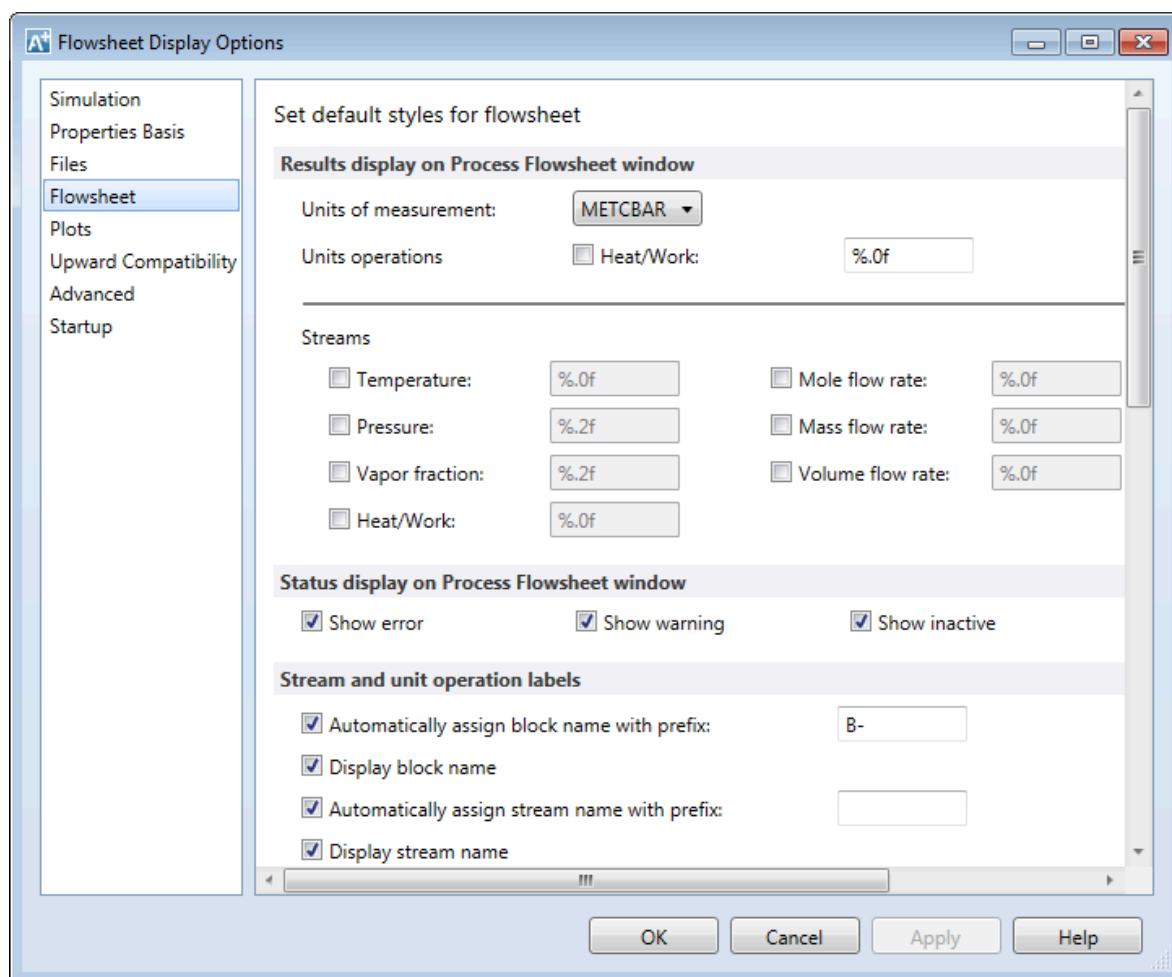 A+ Flowsheet Display Options
Simulation
Properties Basis
Files
Flowsheet
Plots
Upward Compatibility
Advanced
Startup
Set default styles for flowsheet
Results display on Process Flowsheet window
Units of measurement: METCBAR
Units operations Heat/Work: %.0f
Streams
Temperature: %.0f Mole flow rate: %.0f
Pressure: %.2f Mass flow rate: %.0f
Vapor fraction: %.2f Volume flow rate: %.0f
Heat/Work: %.0f
Status display on Process Flowsheet window
Show error Show warning Show inactive
Stream and unit operation labels
Automatically assign block name with prefix: B-
Display block name
Automatically assign stream name with prefix:
Display stream name
OK Cancel Apply Help